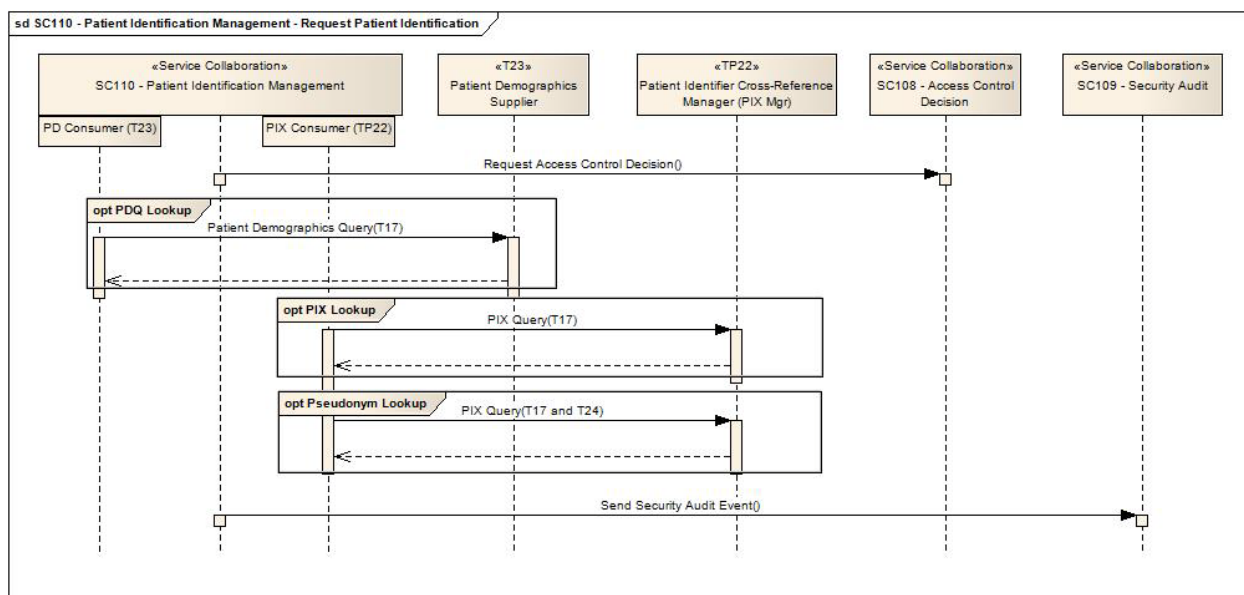 sd SC110 - Patient Identification Management - Request Patient Identification
«Service Collaboration»
SC110 - Patient Identification Management
«T23»
Patient Demographics
Supplier
«TP22»
Patient Identifier Cross-Reference
Manager (PIX Mgr)
«Service Collaboration»
SC108 - Access Control
Decision
«Service Collaboration»
SC109 - Security Audit
PD Consumer (T23)
PIX Consumer (TP22)
Request Access Control Decision()
opt PDQ Lookup
Patient Demographics Query(T17)
opt PIX Lookup
PIX Query(T17)
opt Pseudonym Lookup
PIX Query(T17 and T24)
Send Security Audit Event()